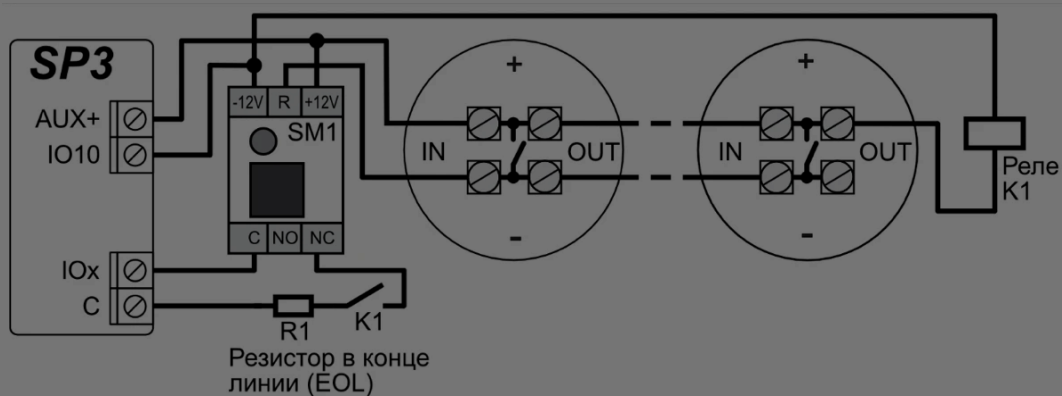 SP3
AUX+
IO10
IOx
C
-12V R +12V
SM1
C NO NC
R1
K1
Резистор в конце
линии (EOL)
+
IN OUT
-
+
IN OUT
-
Реле
K1